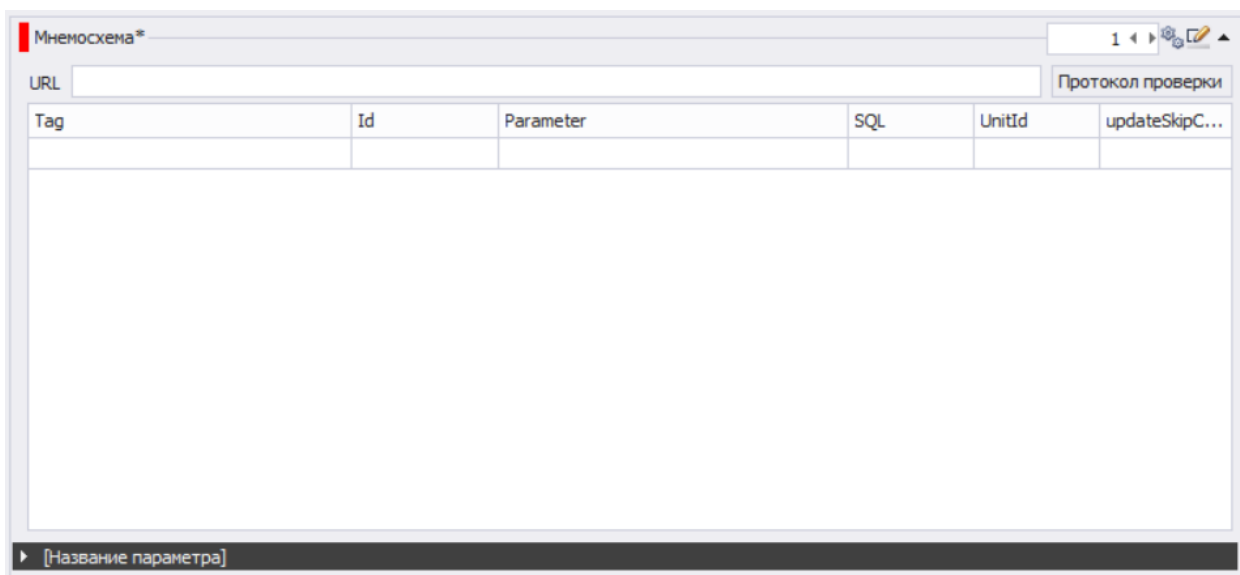 Мнемосхема*
1
URL
Протокол проверки
Tag Id Parameter SQL UnitId updateSkipC...
[Название параметра]